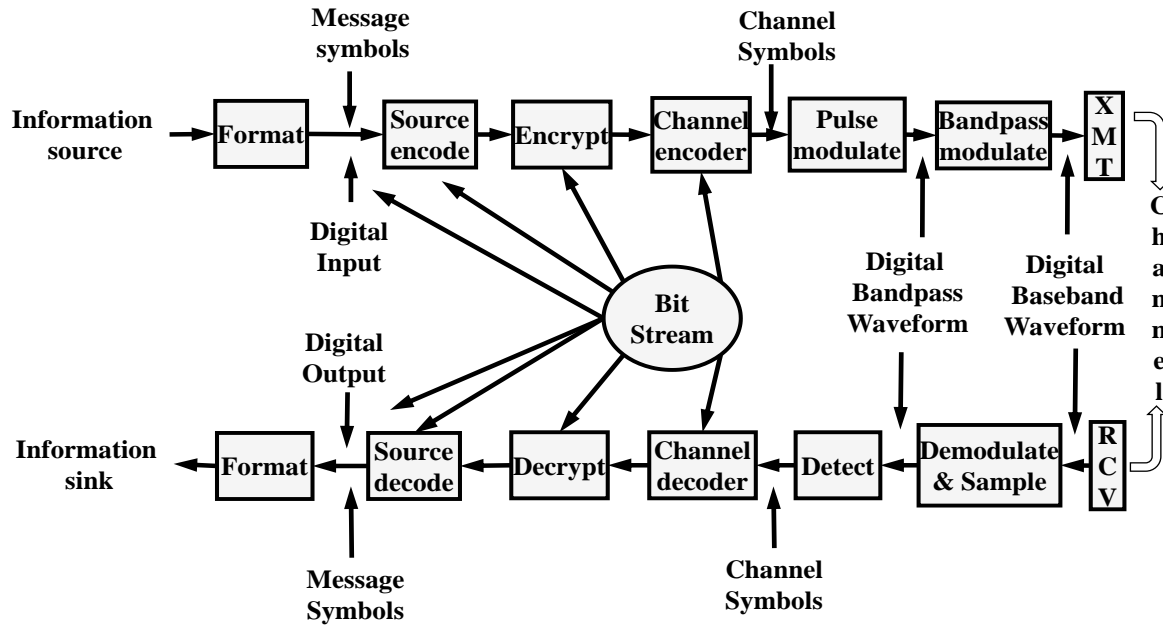 Message
symbols
Channel
Symbols
Information
source
Format
Source
encode
Encrypt
Channel
encoder
Pulse
modulate
Bandpass
modulate
X
M
T
Digital
Input
Bit
Stream
Digital
Bandpass
Waveform
Digital
Baseband
Waveform
C
h
a
n
n
e
l
Digital
Output
Information
sink
Format
Source
decode
Decrypt
Channel
decoder
Detect
Demodulate
& Sample
R
C
V
Message
Symbols
Channel
Symbols